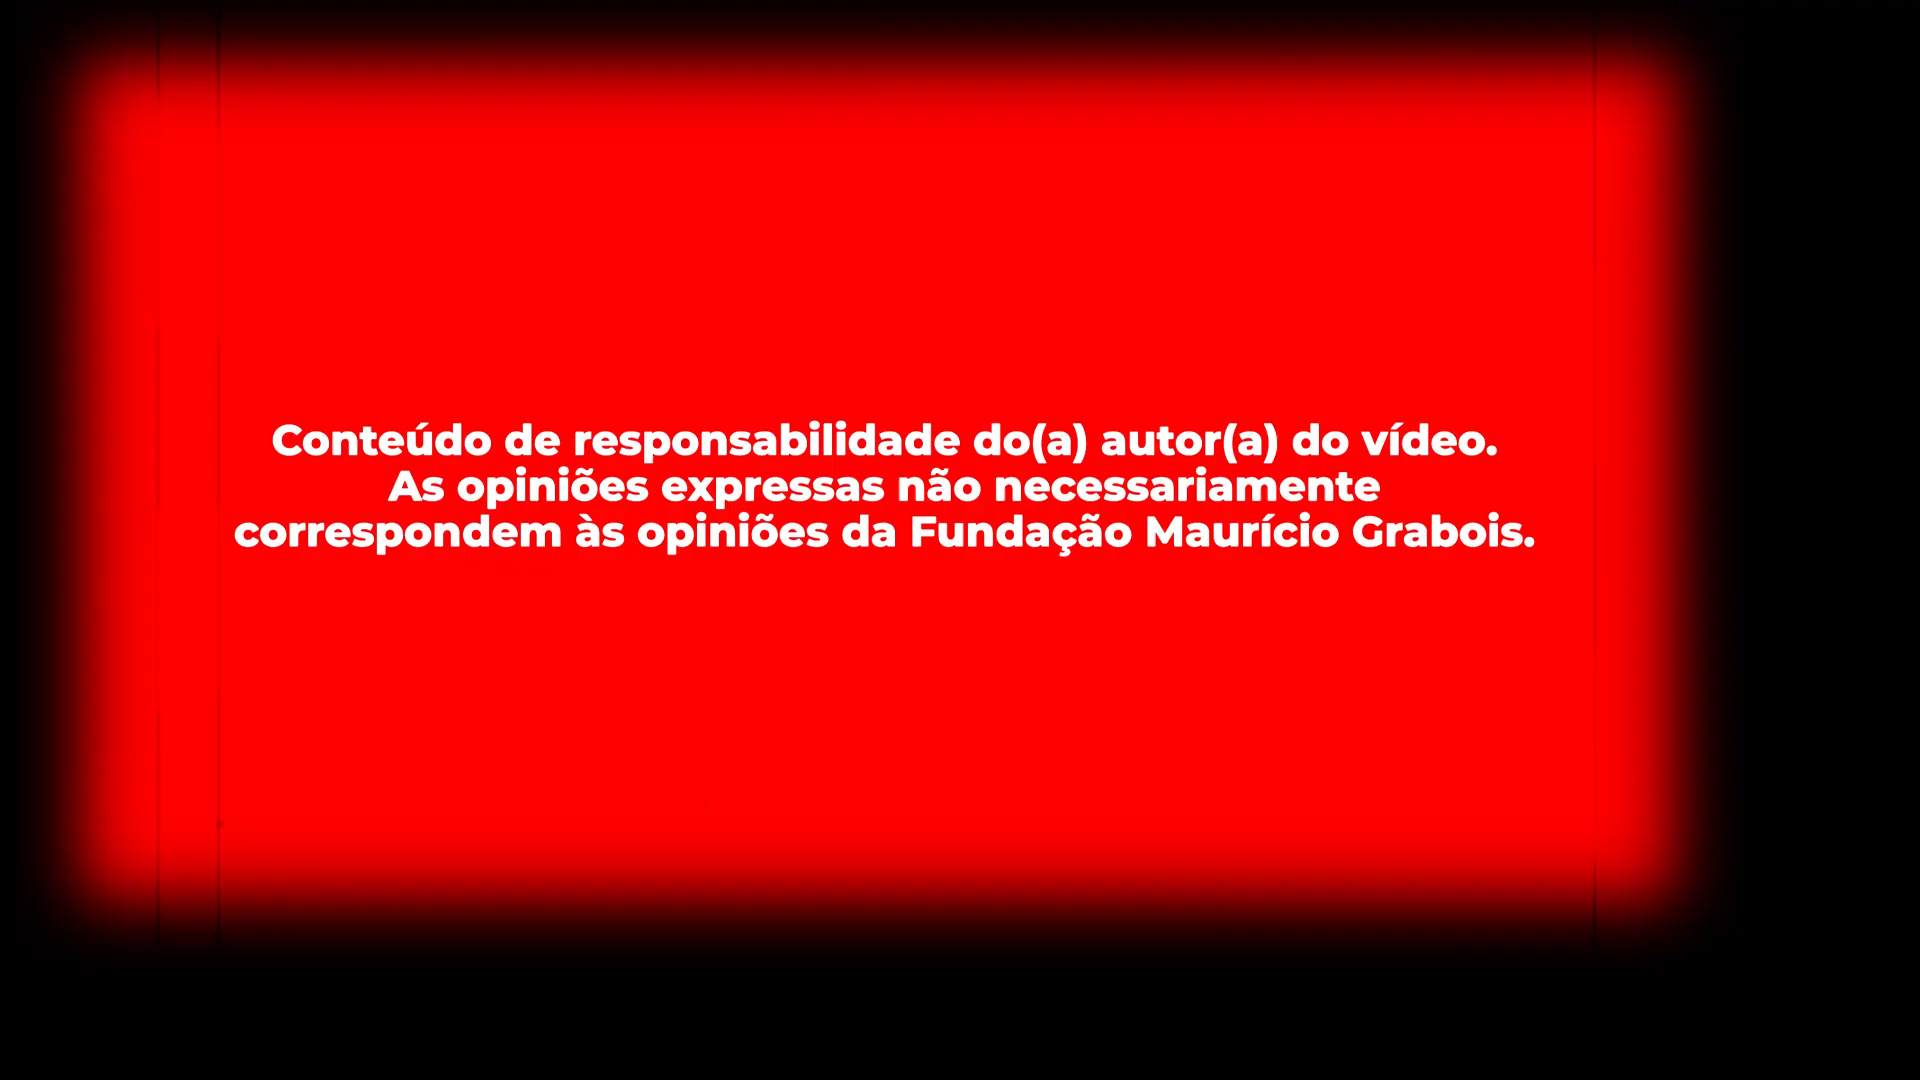 Conteúdo de responsabilidade do(a) autor(a) do vídeo.
As opiniões expressas não necessariamente
correspondem às opiniões da Fundação Maurício Grabois.